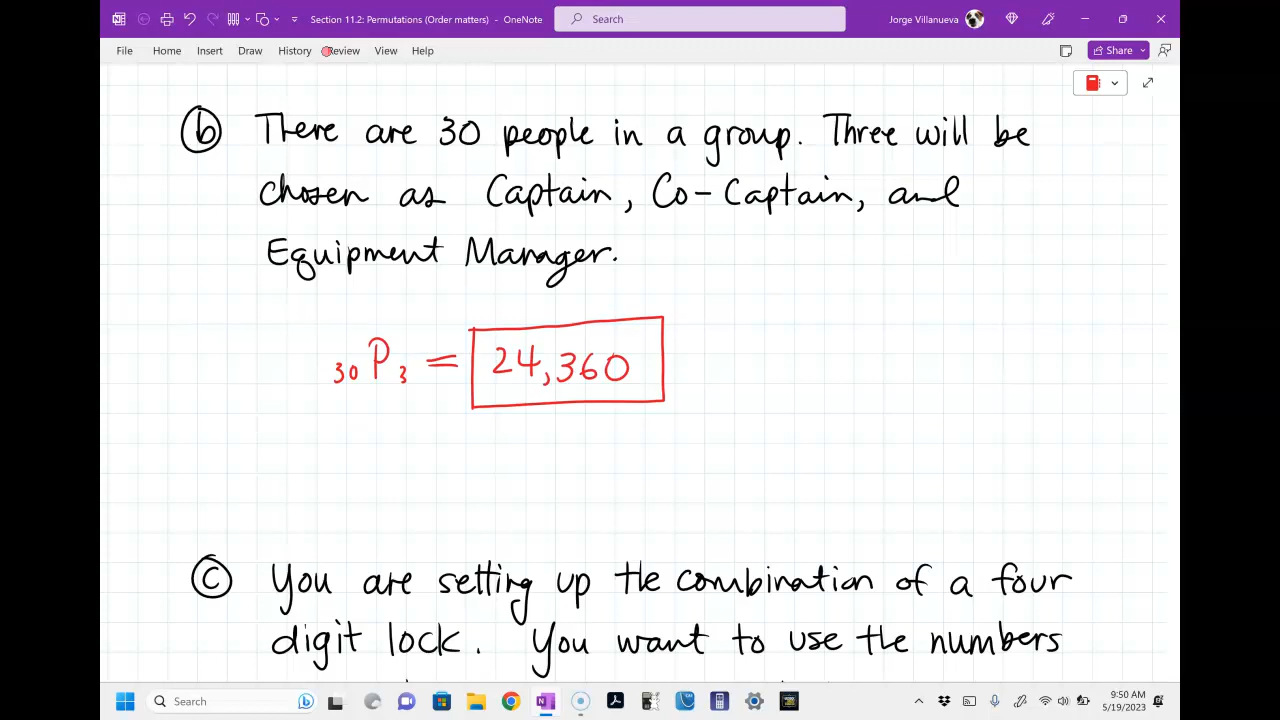 Section 11.2: Permutations (Order matters) - OneNote
Search
Jorge Villanueva
File Home Insert Draw History Review View Help
Share
b There are 30 people in a group. Three will be
chosen as Captain, Co-Captain, and
Equipment Manager.
30P3 = 24,360
c You are setting up the combination of a four
digit lock. You want to use the numbers
Search
9:50 AM
5/19/2023